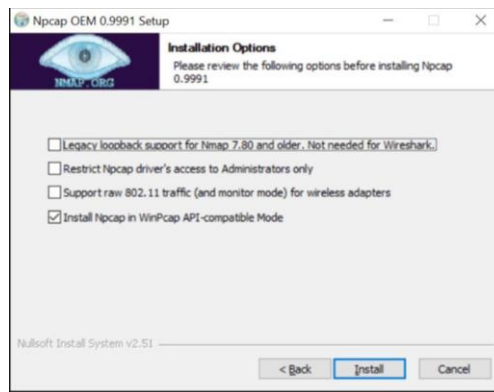 Npcap OEM 0.9991 Setup
NMAP.ORG
Installation Options
Please review the following options before installing Npcap
0.9991
Legacy loopback support for Nmap 7.80 and older. Not needed for Wireshark.
Restrict Npcap driver's access to Administrators only
Support raw 802.11 traffic (and monitor mode) for wireless adapters
Install Npcap in WinPcap API-compatible Mode
Nullsoft Install System v2.51
< Back Install Cancel